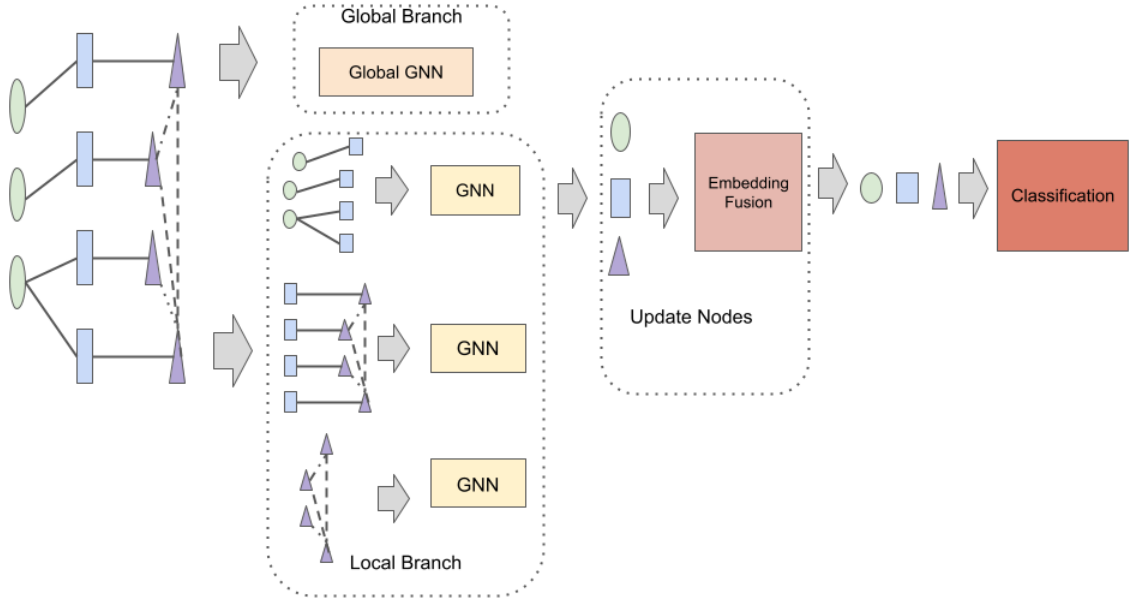 Global Branch
Global GNN
GNN
GNN
GNN
Local Branch
Embedding
Fusion
Update Nodes
Classification